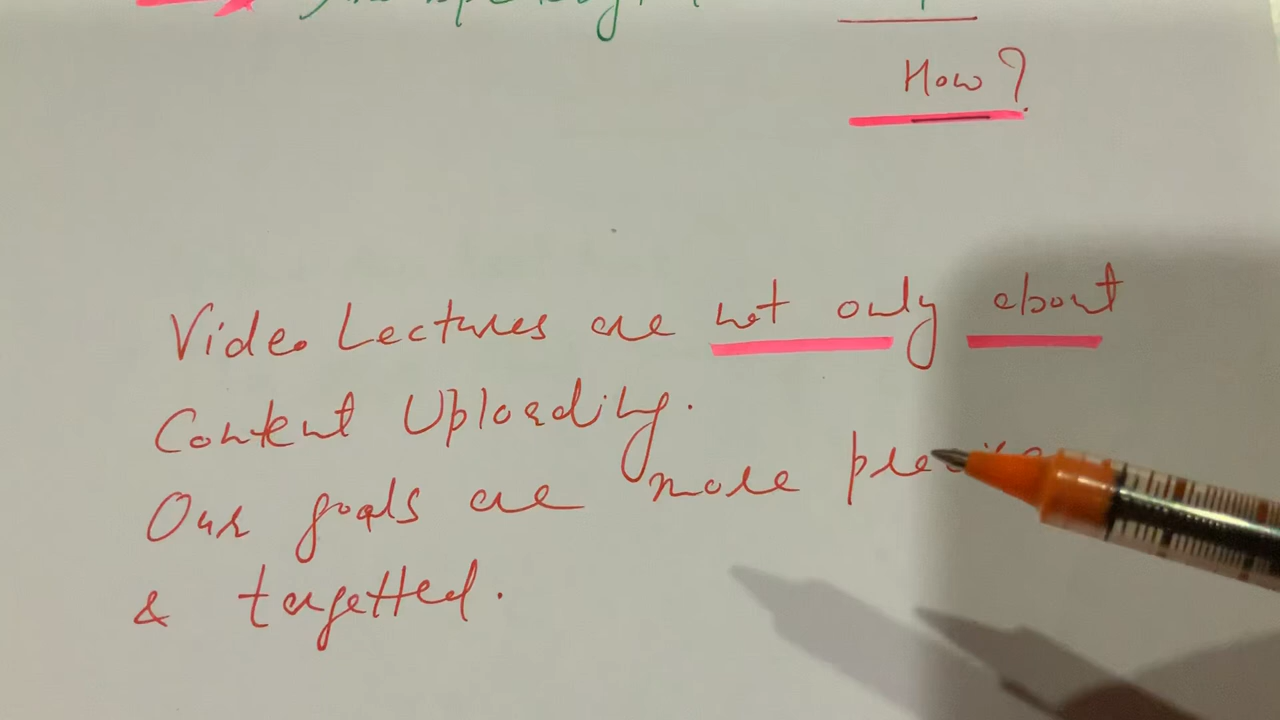 How?
Video Lectures are not only about
Content Uploading.
Our goals are more
& targetted.